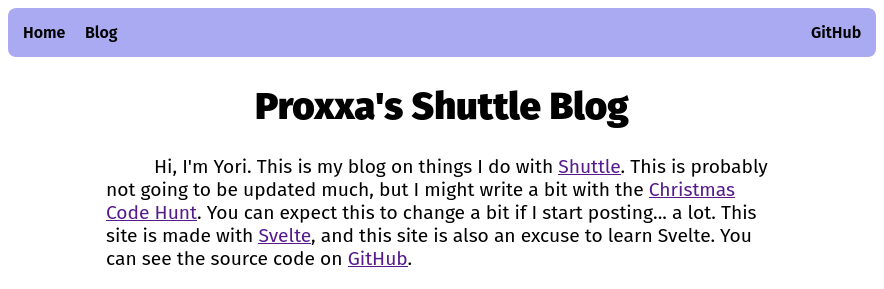 Home Blog GitHub
Proxxa's Shuttle Blog
Hi, I'm Yori. This is my blog on things I do with Shuttle. This is probably
not going to be updated much, but I might write a bit with the Christmas
Code Hunt. You can expect this to change a bit if I start posting... a lot. This
site is made with Svelte, and this site is also an excuse to learn Svelte. You
can see the source code on GitHub.